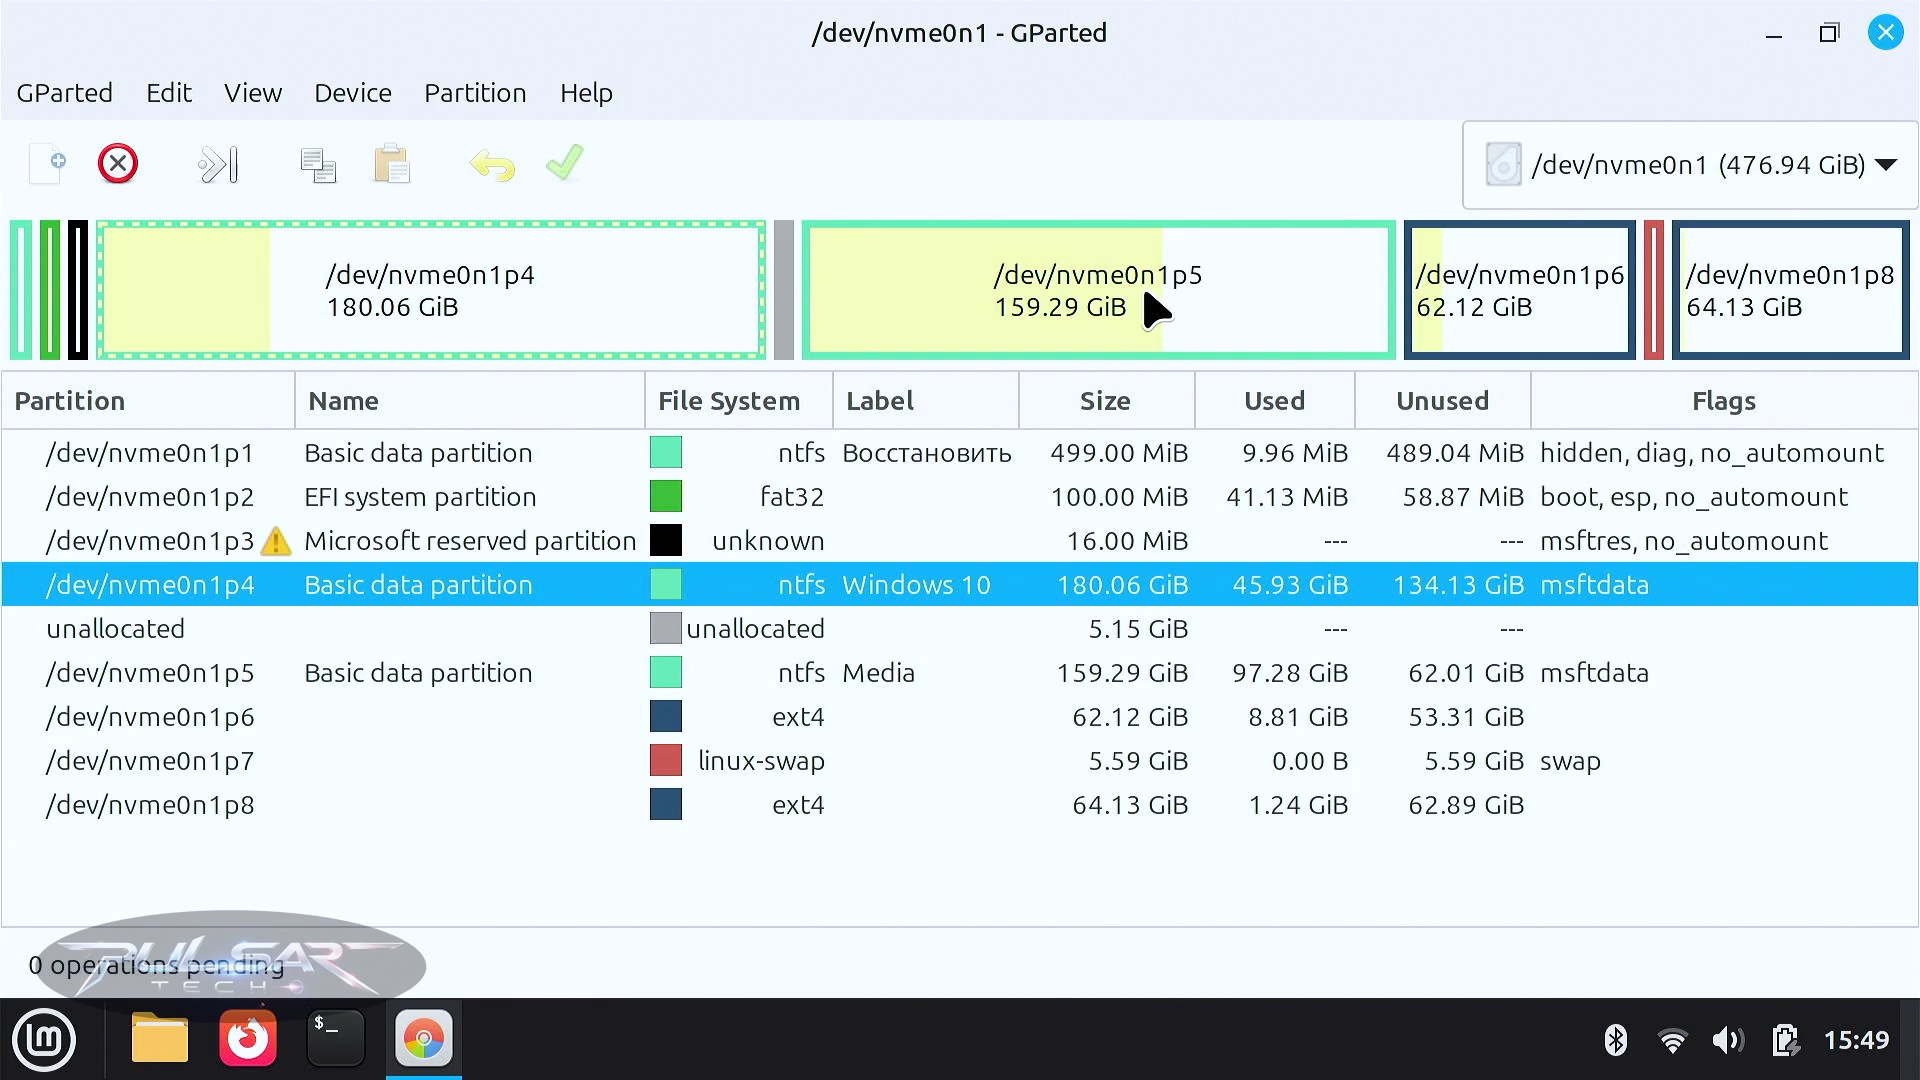 /dev/nvme0n1 - GParted
GParted Edit View Device Partition Help
/dev/nvme0n1 (476.94 GiB)
/dev/nvme0n1p4
180.06 GiB
/dev/nvme0n1p5
159.29 GiB
/dev/nvme0n1p6
62.12 GiB
/dev/nvme0n1p8
64.13 GiB
Partition Name File System Label Size Used Unused Flags
/dev/nvme0n1p1 Basic data partition ntfs Восстановить 499.00 MiB 9.96 MiB 489.04 MiB hidden, diag, no_automount
/dev/nvme0n1p2 EFI system partition fat32 100.00 MiB 41.13 MiB 58.87 MiB boot, esp, no_automount
/dev/nvme0n1p3 Microsoft reserved partition unknown 16.00 MiB --- --- msftres, no_automount
/dev/nvme0n1p4 Basic data partition ntfs Windows 10 180.06 GiB 45.93 GiB 134.13 GiB msftdata
unallocated unallocated 5.15 GiB --- ---
/dev/nvme0n1p5 Basic data partition ntfs Media 159.29 GiB 97.28 GiB 62.01 GiB msftdata
/dev/nvme0n1p6 ext4 62.12 GiB 8.81 GiB 53.31 GiB
/dev/nvme0n1p7 linux-swap 5.59 GiB 0.00 B 5.59 GiB swap
/dev/nvme0n1p8 ext4 64.13 GiB 1.24 GiB 62.89 GiB
0 operations pending
PULSAR
TECH
$_
15:49